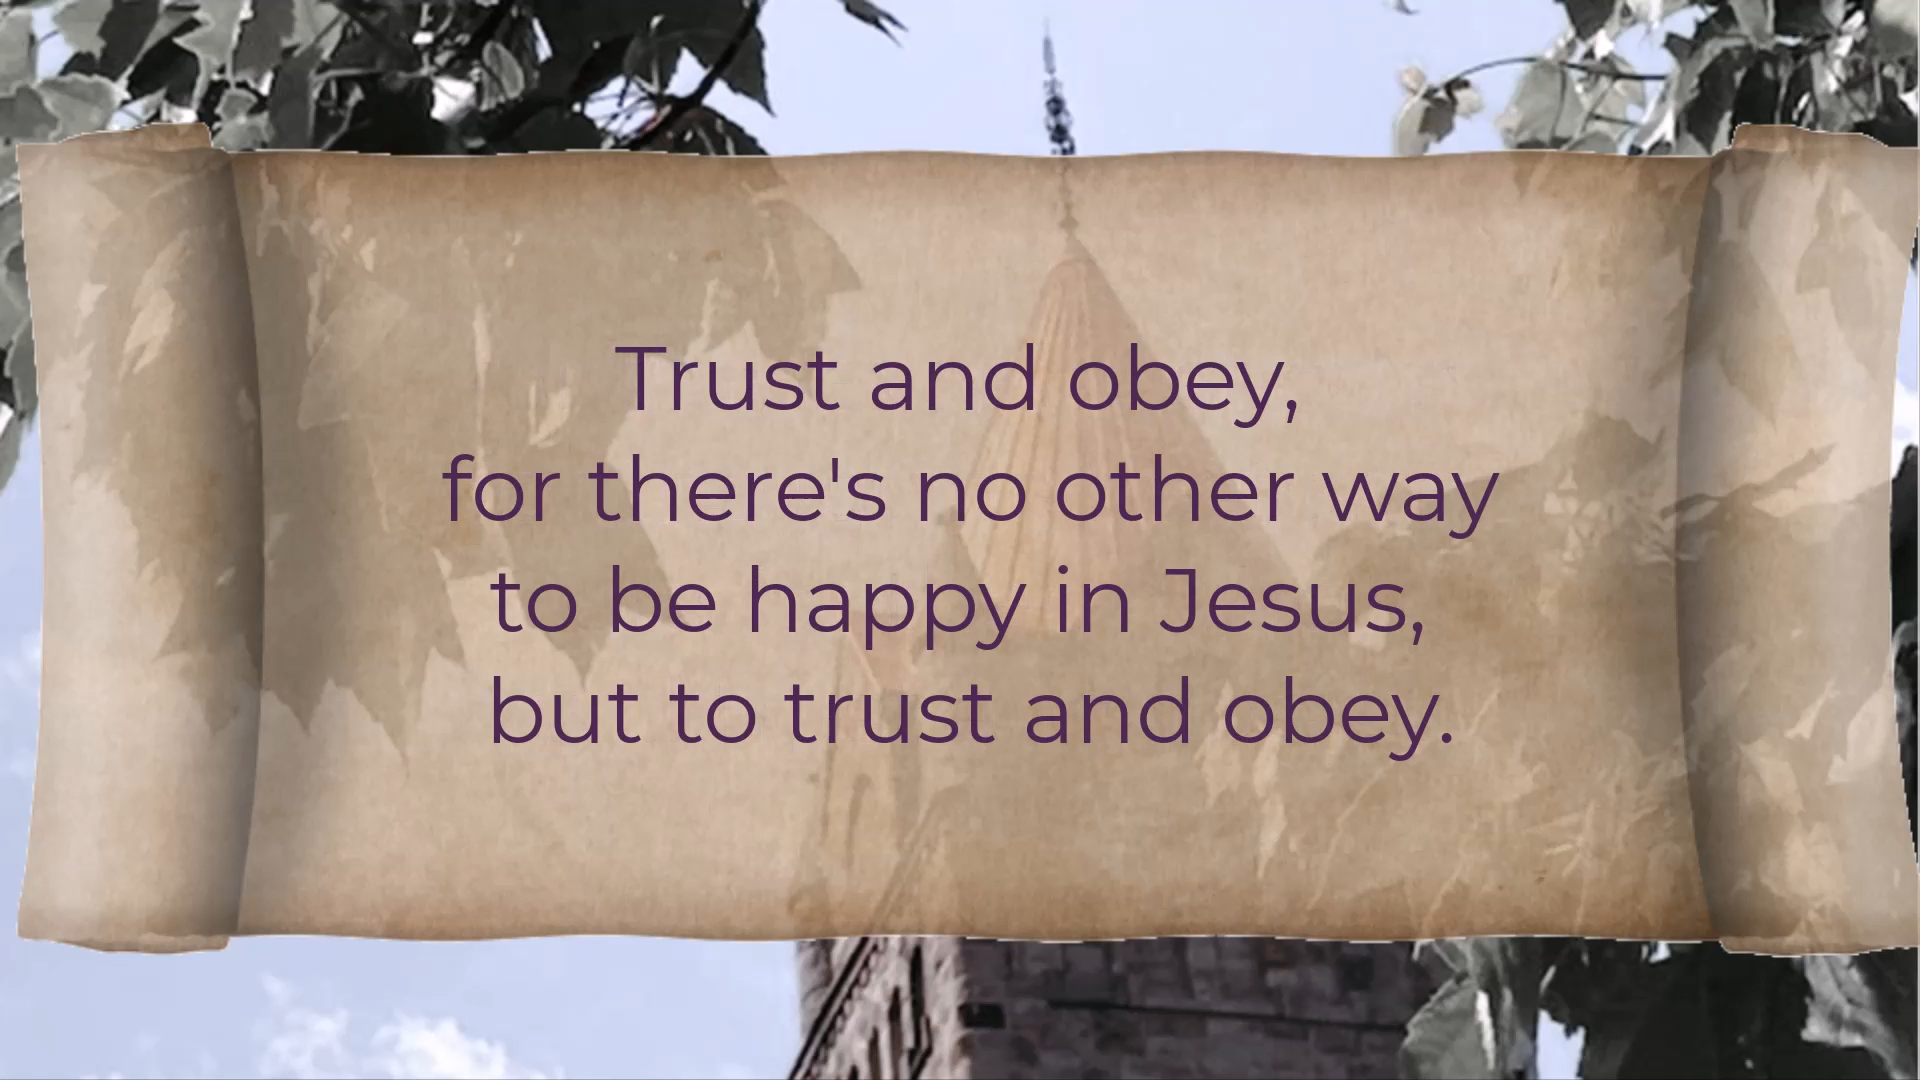 Trust and obey,
for there's no other way
to be happy in Jesus,
but to trust and obey.